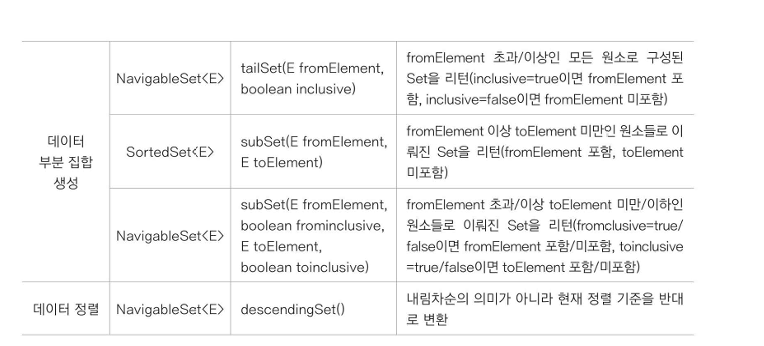 데이터
부분 집합
생성
NavigableSet<E>
tailSet(E fromElement,
boolean inclusive)
fromElement 초과/이상인 모든 원소로 구성된
Set을 리턴(inclusive=true이면 fromElement 포
함, inclusive=false이면 fromElement 미포함)
SortedSet<E>
subSet(E fromElement,
E toElement)
fromElement 이상 toElement 미만인 원소들로 이
뤄진 Set을 리턴(fromElement 포함, toElement
미포함)
NavigableSet<E>
subSet(E fromElement,
boolean frominclusive,
E toElement,
boolean toinclusive)
fromElement 초과/이상 toElement 미만/이하인
원소들로 이뤄진 Set을 리턴(fromclusive=true/
false이면 fromElement 포함/미포함, toinclusive
=true/false이면 toElement 포함/미포함)
데이터 정렬
NavigableSet<E>
descendingSet()
내림차순의 의미가 아니라 현재 정렬 기준을 반대
로 변환